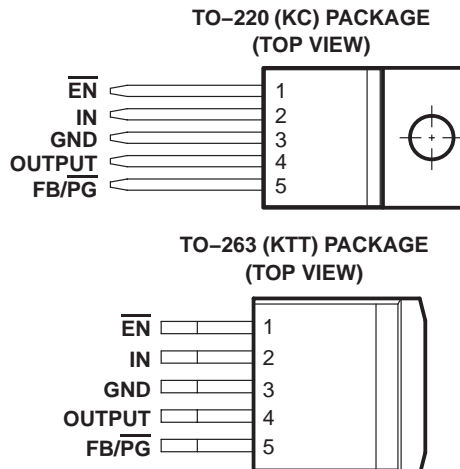 TO–220 (KC) PACKAGE
(TOP VIEW)
EN 1
IN 2
GND 3
OUTPUT 4
FB/PG 5
TO–263 (KTT) PACKAGE
(TOP VIEW)
EN 1
IN 2
GND 3
OUTPUT 4
FB/PG 5